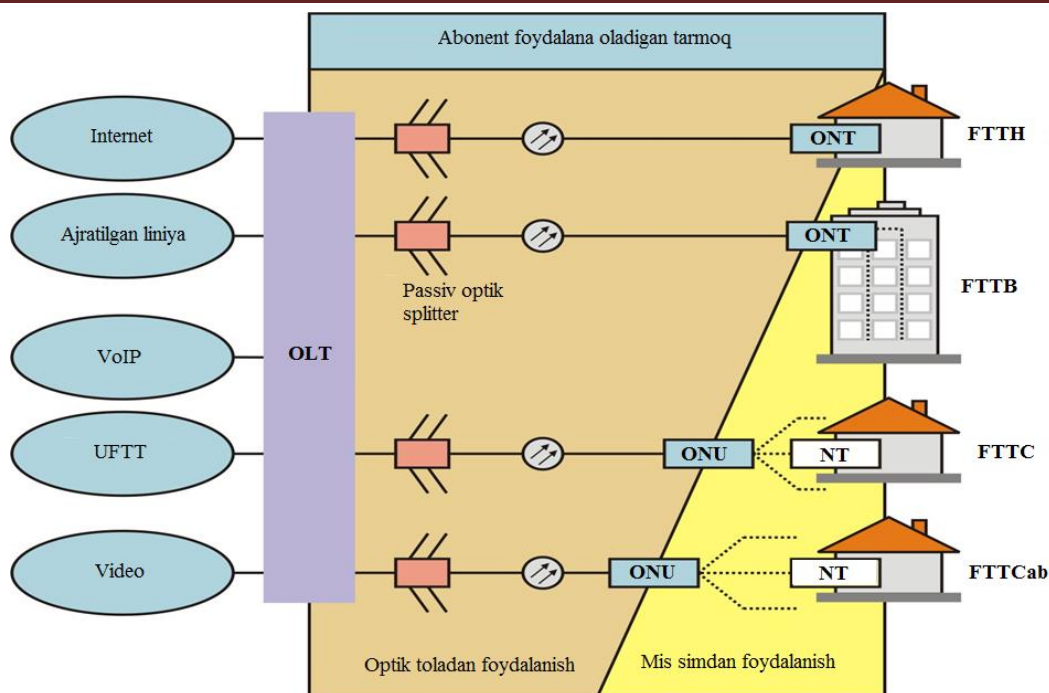 Abonent foydalana oladigan tarmoq
Internet
ONT
FTTH
Ajratilgan liniya
ONT
FTTB
Passiv optik
splitter
VoIP
OLT
UFTT
ONU
NT
FTTC
Video
ONU
NT
FTTCab
Optik toladan foydalanish
Mis simdan foydalanish